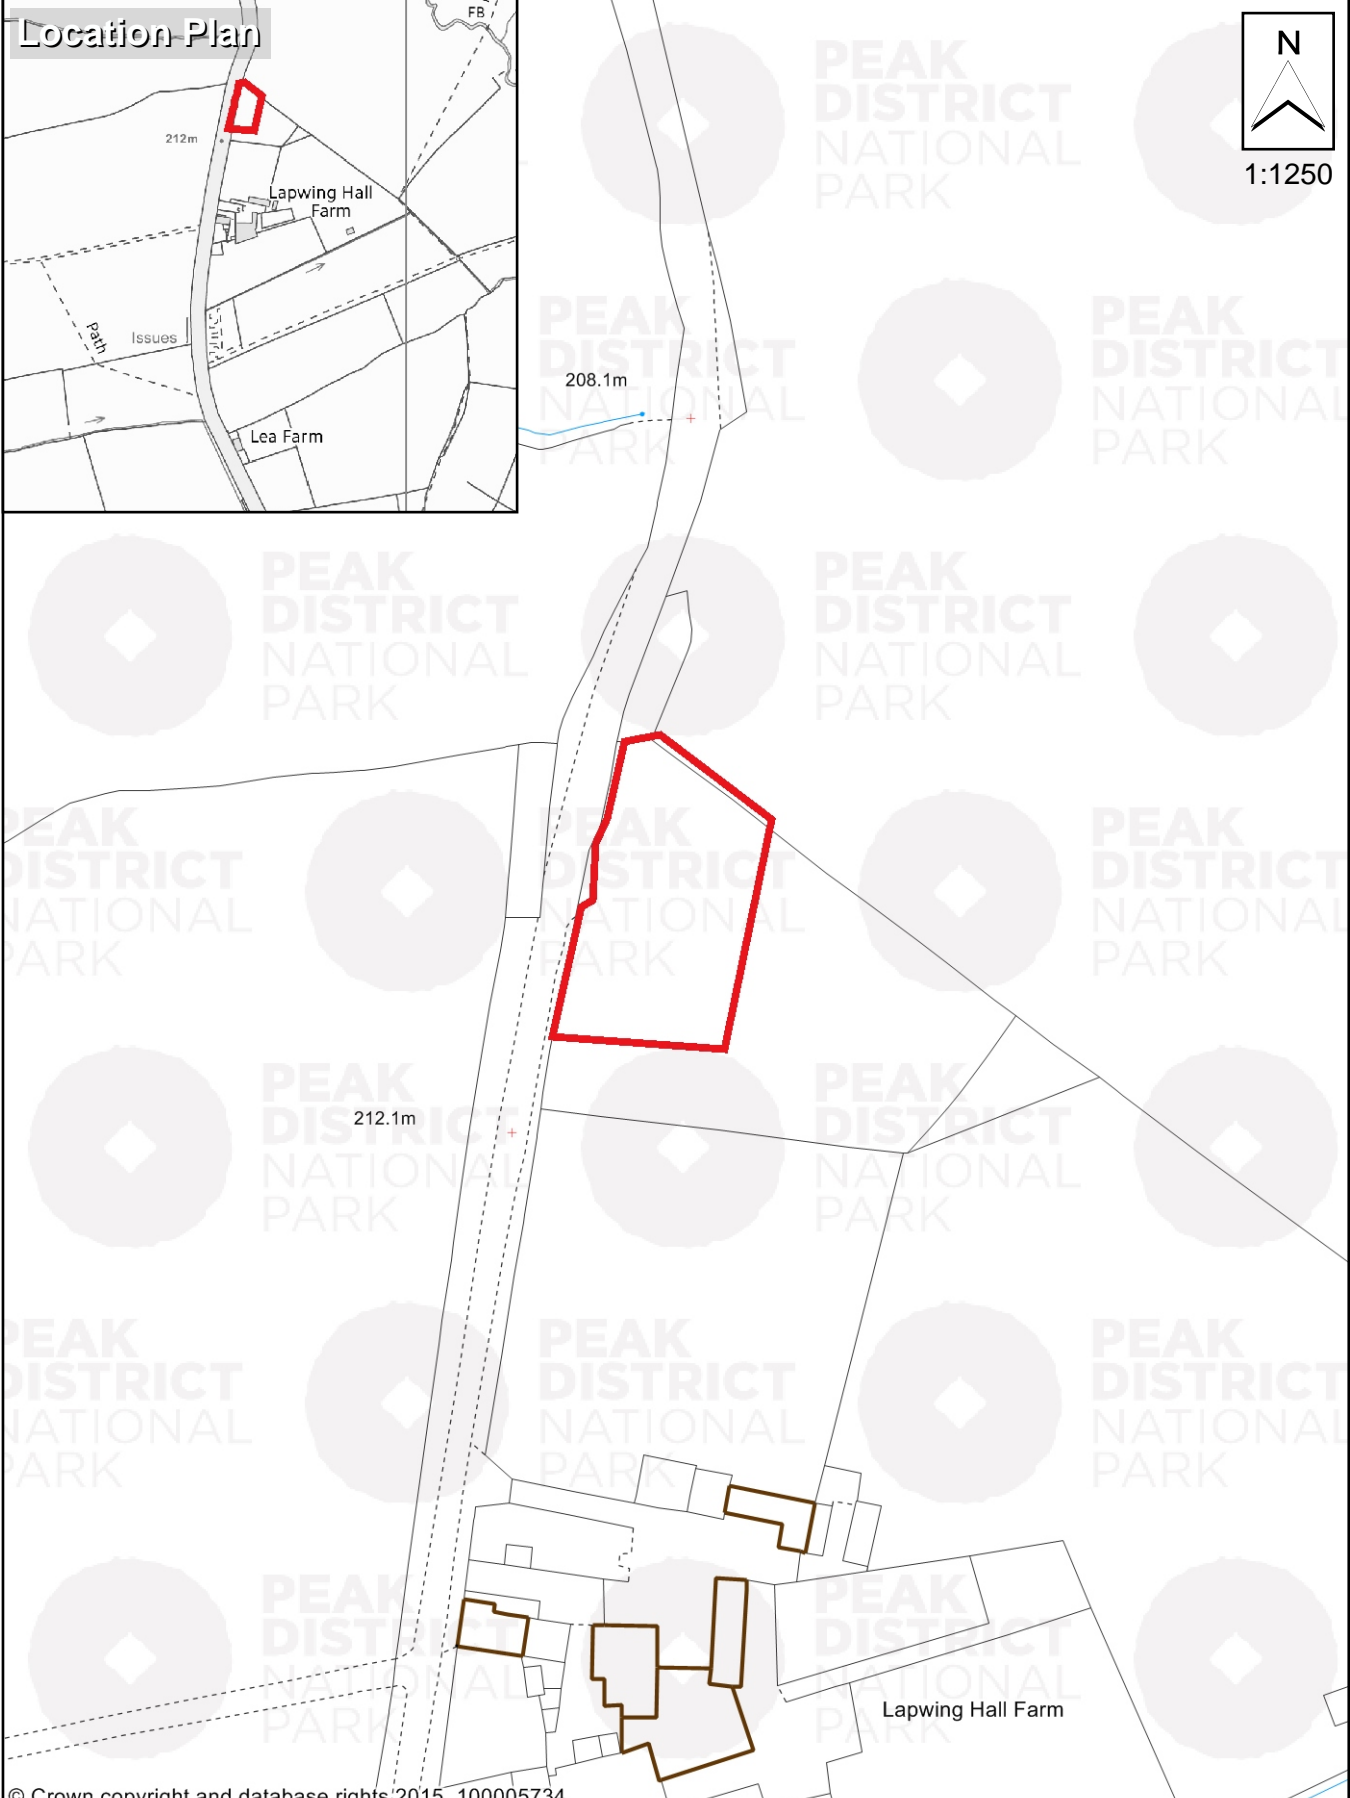 Location Plan
FB
212m
Lapwing Hall
Farm
Path
Issues
Lea Farm
N
1:1250
208.1m
212.1m
Lapwing Hall Farm
© Crown copyright and database rights 2015. 100005734
PEAK
DISTRICT
NATIONAL
PARK